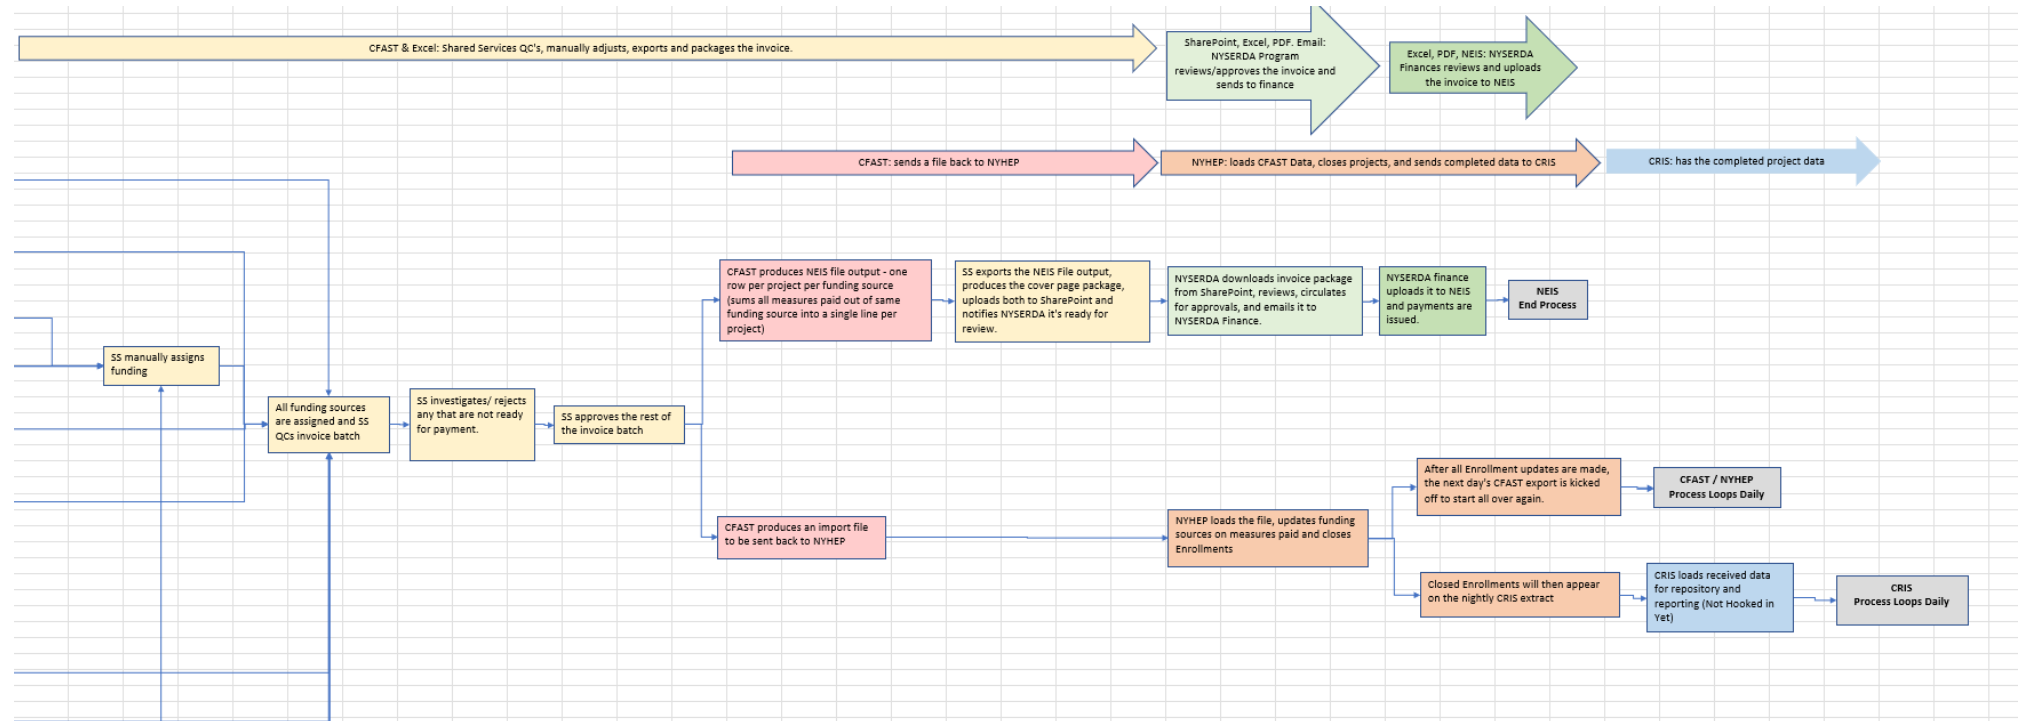 CFAST & Excel: Shared Services QC's, manually adjusts, exports and packages the invoice.
SharePoint, Excel, PDF. Email:
NYSERDA Program
reviews/approves the invoice and
sends to finance
Excel, PDF, NEIS: NYSERDA
Finances reviews and uploads
the invoice to NEIS
CFAST: sends a file back to NYHEP
NYHEP: loads CFAST Data, closes projects, and sends completed data to CRIS
CRIS: has the completed project data
CFAST produces NEIS file output - one
row per project per funding source
(sums all measures paid out of same
funding source into a single line per
project)
SS exports the NEIS File output,
produces the cover page package,
uploads both to SharePoint and
notifies NYSERDA it's ready for
review.
NYSERDA downloads invoice package
from SharePoint, reviews, circulates
for approvals, and emails it to
NYSERDA Finance.
NYSERDA finance
uploads it to NEIS
and payments are
issued.
NEIS
End Process
SS manually assigns
funding
All funding sources
are assigned and SS
QCs invoice batch
SS investigates/ rejects
any that are not ready
for payment.
SS approves the rest of
the invoice batch
CFAST produces an import file
to be sent back to NYHEP
NYHEP loads the file, updates funding
sources on measures paid and closes
Enrollments
After all Enrollment updates are made,
the next day's CFAST export is kicked
off to start all over again.
CFAST / NYHEP
Process Loops Daily
Closed Enrollments will then appear
on the nightly CRIS extract
CRIS loads received data
for repository and
reporting (Not Hooked in
Yet)
CRIS
Process Loops Daily